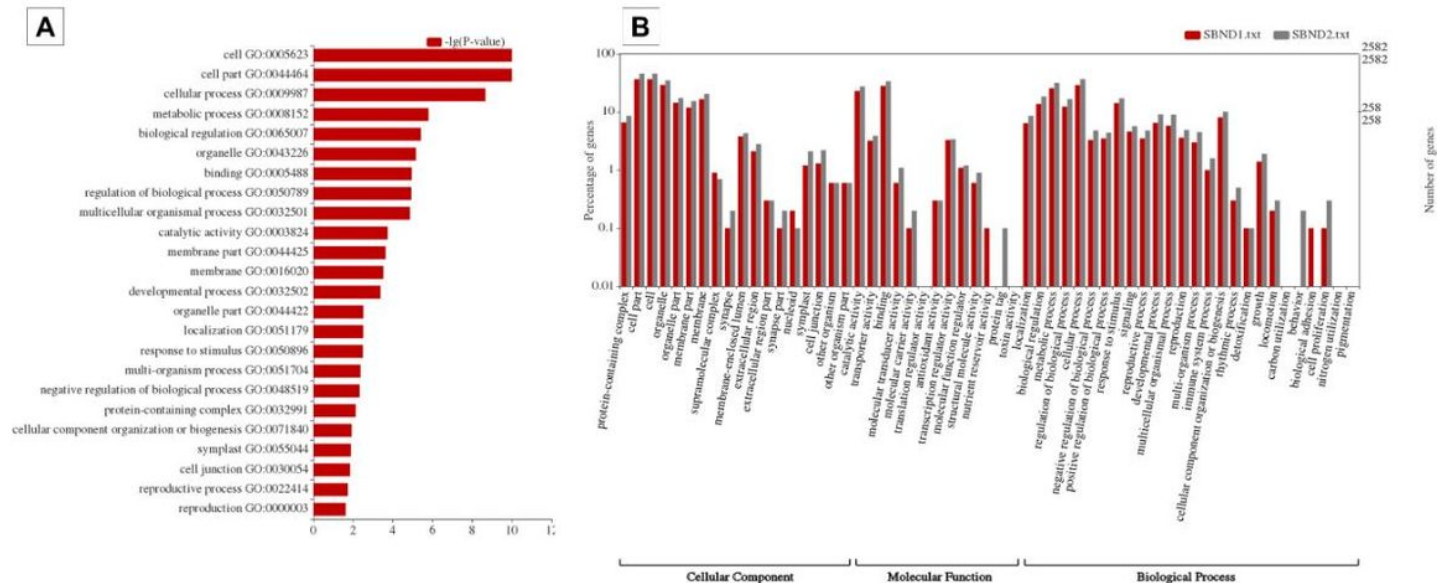 A
-lg(P-value)
cell GO:0005623
cell part GO:0044464
cellular process GO:0009987
metabolic process GO:0008152
biological regulation GO:0065007
organelle GO:0043226
binding GO:0005488
regulation of biological process GO:0050789
multicellular organismal process GO:0032501
catalytic activity GO:0003824
membrane part GO:0044425
membrane GO:0016020
developmental process GO:0032502
organelle part GO:0044422
localization GO:0051179
response to stimulus GO:0050896
multi-organism process GO:0051704
negative regulation of biological process GO:0048519
protein-containing complex GO:0032991
cellular component organization or biogenesis GO:0071840
symplast GO:0055044
cell junction GO:0030054
reproductive process GO:0022414
reproduction GO:0000003
0 2 4 6 8 10
B
SBND1.txt SBND2.txt
Percentage of genes
100
10
1
0.1
0.01
2582
2582
258
258
Number of genes
protein-containing complex
cell part
cell
organelle
organelle part
membrane part
membrane
supramolecular complex
synapse
membrane-enclosed lumen
extracellular region
extracellular region part
synapse part
nucleoid
symplast
cell junction
other organism
other organism part
catalytic activity
transporter activity
binding
molecular transducer activity
molecular carrier activity
translation regulator activity
antioxidant activity
transcription regulator activity
molecular function regulator
structural molecule activity
nutrient reservoir activity
protein tag
toxin activity
localization
biological regulation
metabolic process
regulation of biological process
cellular process
negative regulation of biological process
positive regulation of biological process
response to stimulus
signaling
reproductive process
developmental process
multicellular organismal process
reproduction
multi-organism process
immune system process
cellular component organization or biogenesis
rhythmic process
detoxification
growth
locomotion
carbon utilization
behavior
biological adhesion
cell proliferation
nitrogen utilization
pigmentation
Cellular Component
Molecular Function
Biological Process